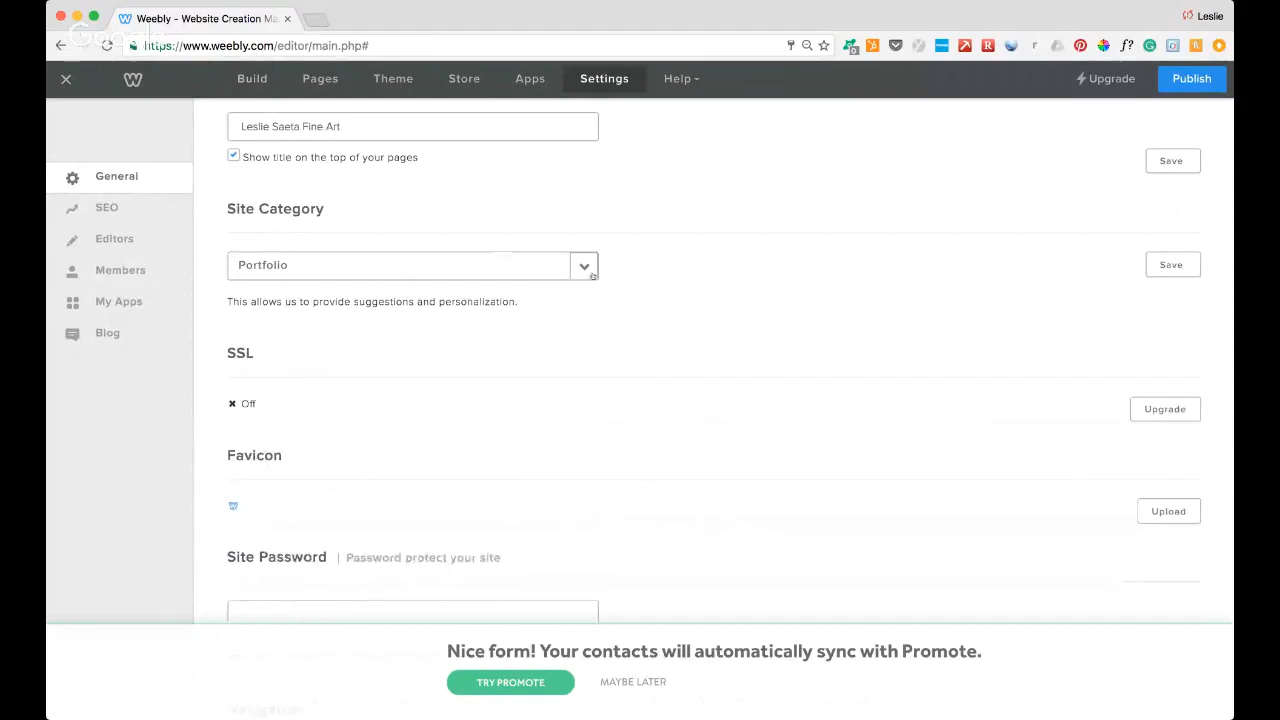 Weebly - Website Creation Ma
Leslie
Google
https://www.weebly.com/editor/main.php#
Build Pages Theme Store Apps Settings Help Upgrade Publish
Leslie Saeta Fine Art
Show title on the top of your pages
Save
General
SEO
Editors
Members
My Apps
Blog
Site Category
Portfolio
Save
This allows us to provide suggestions and personalization.
SSL
Off
Upgrade
Favicon
Upload
Site Password | Password protect your site
Nice form! Your contacts will automatically sync with Promote.
TRY PROMOTE MAYBE LATER